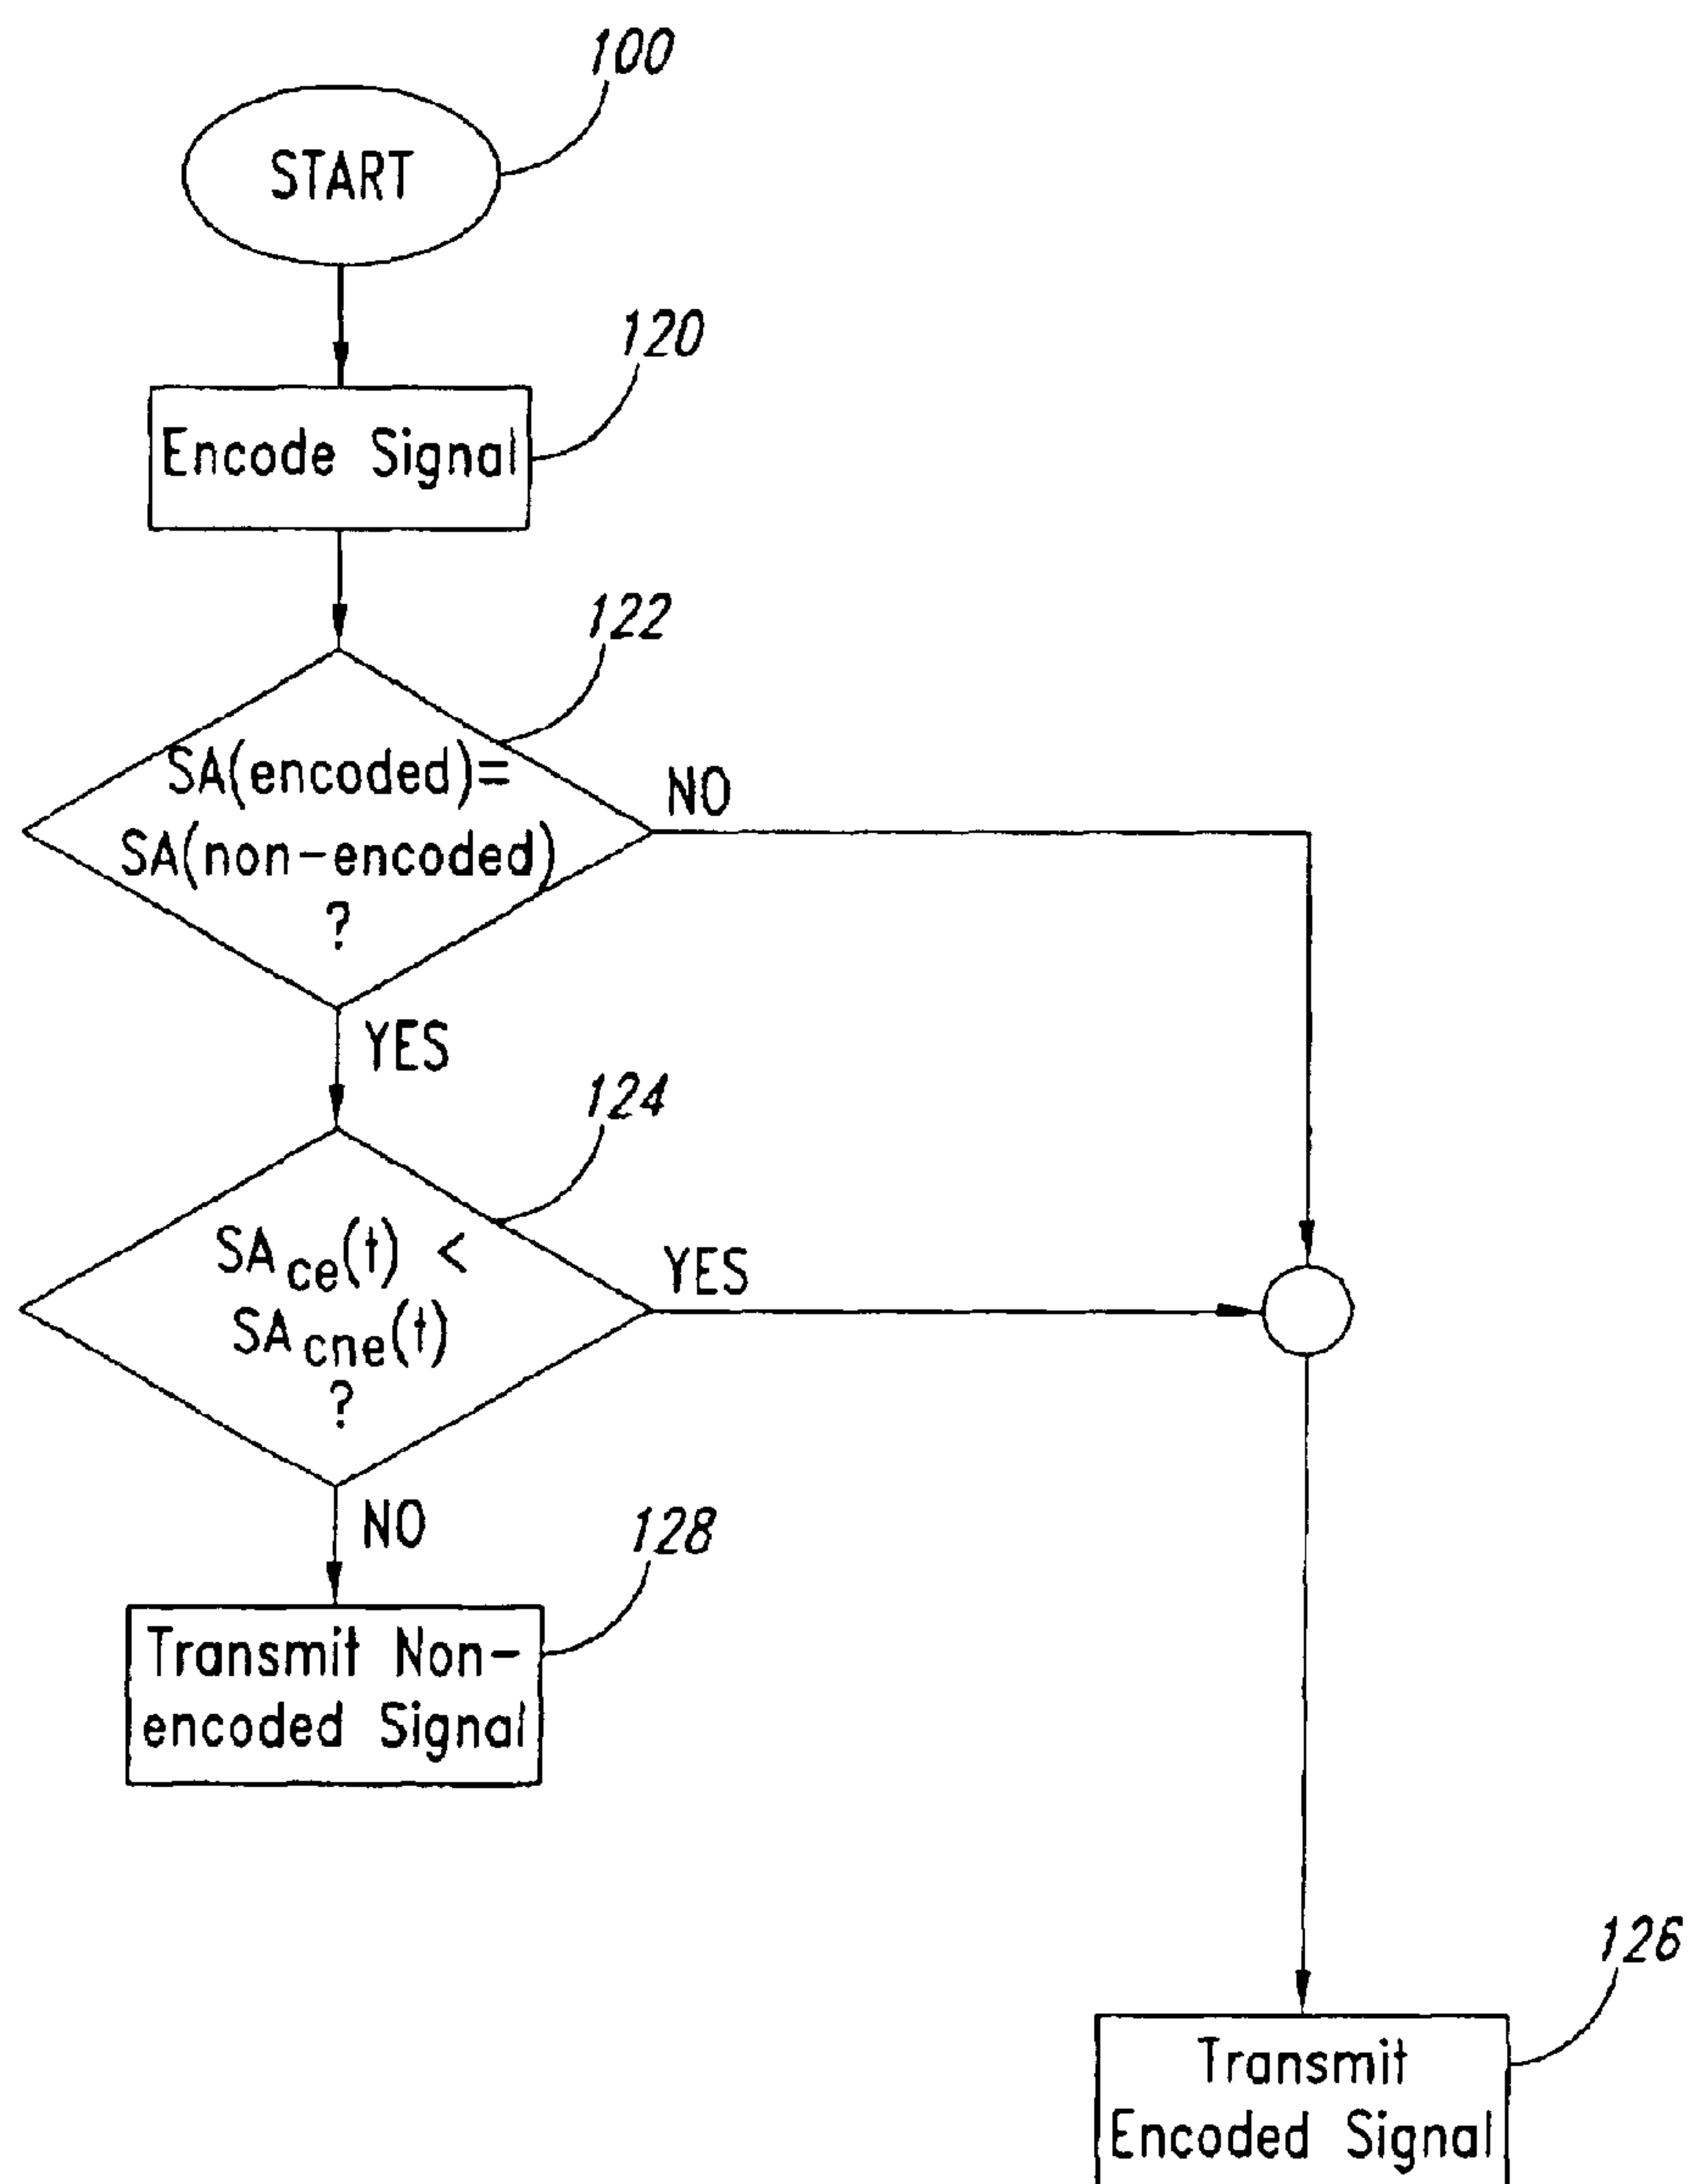 100
START
120
Encode Signal
122
SA(encoded)=
SA(non-encoded)
?
NO
YES
124
SAce(t) <
SAcne(t)
?
YES
NO
128
Transmit Non-
encoded Signal
126
Transmit
Encoded Signal